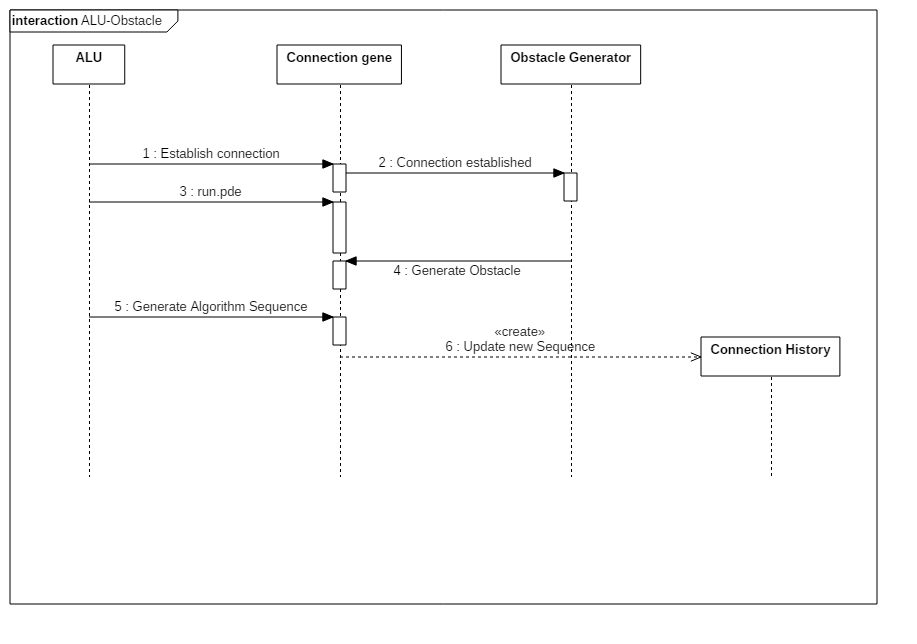 interaction ALU-Obstacle
ALU
Connection gene
Obstacle Generator
1 : Establish connection
2 : Connection established
3 : run.pde
4 : Generate Obstacle
5 : Generate Algorithm Sequence
«create»
6 : Update new Sequence
Connection History